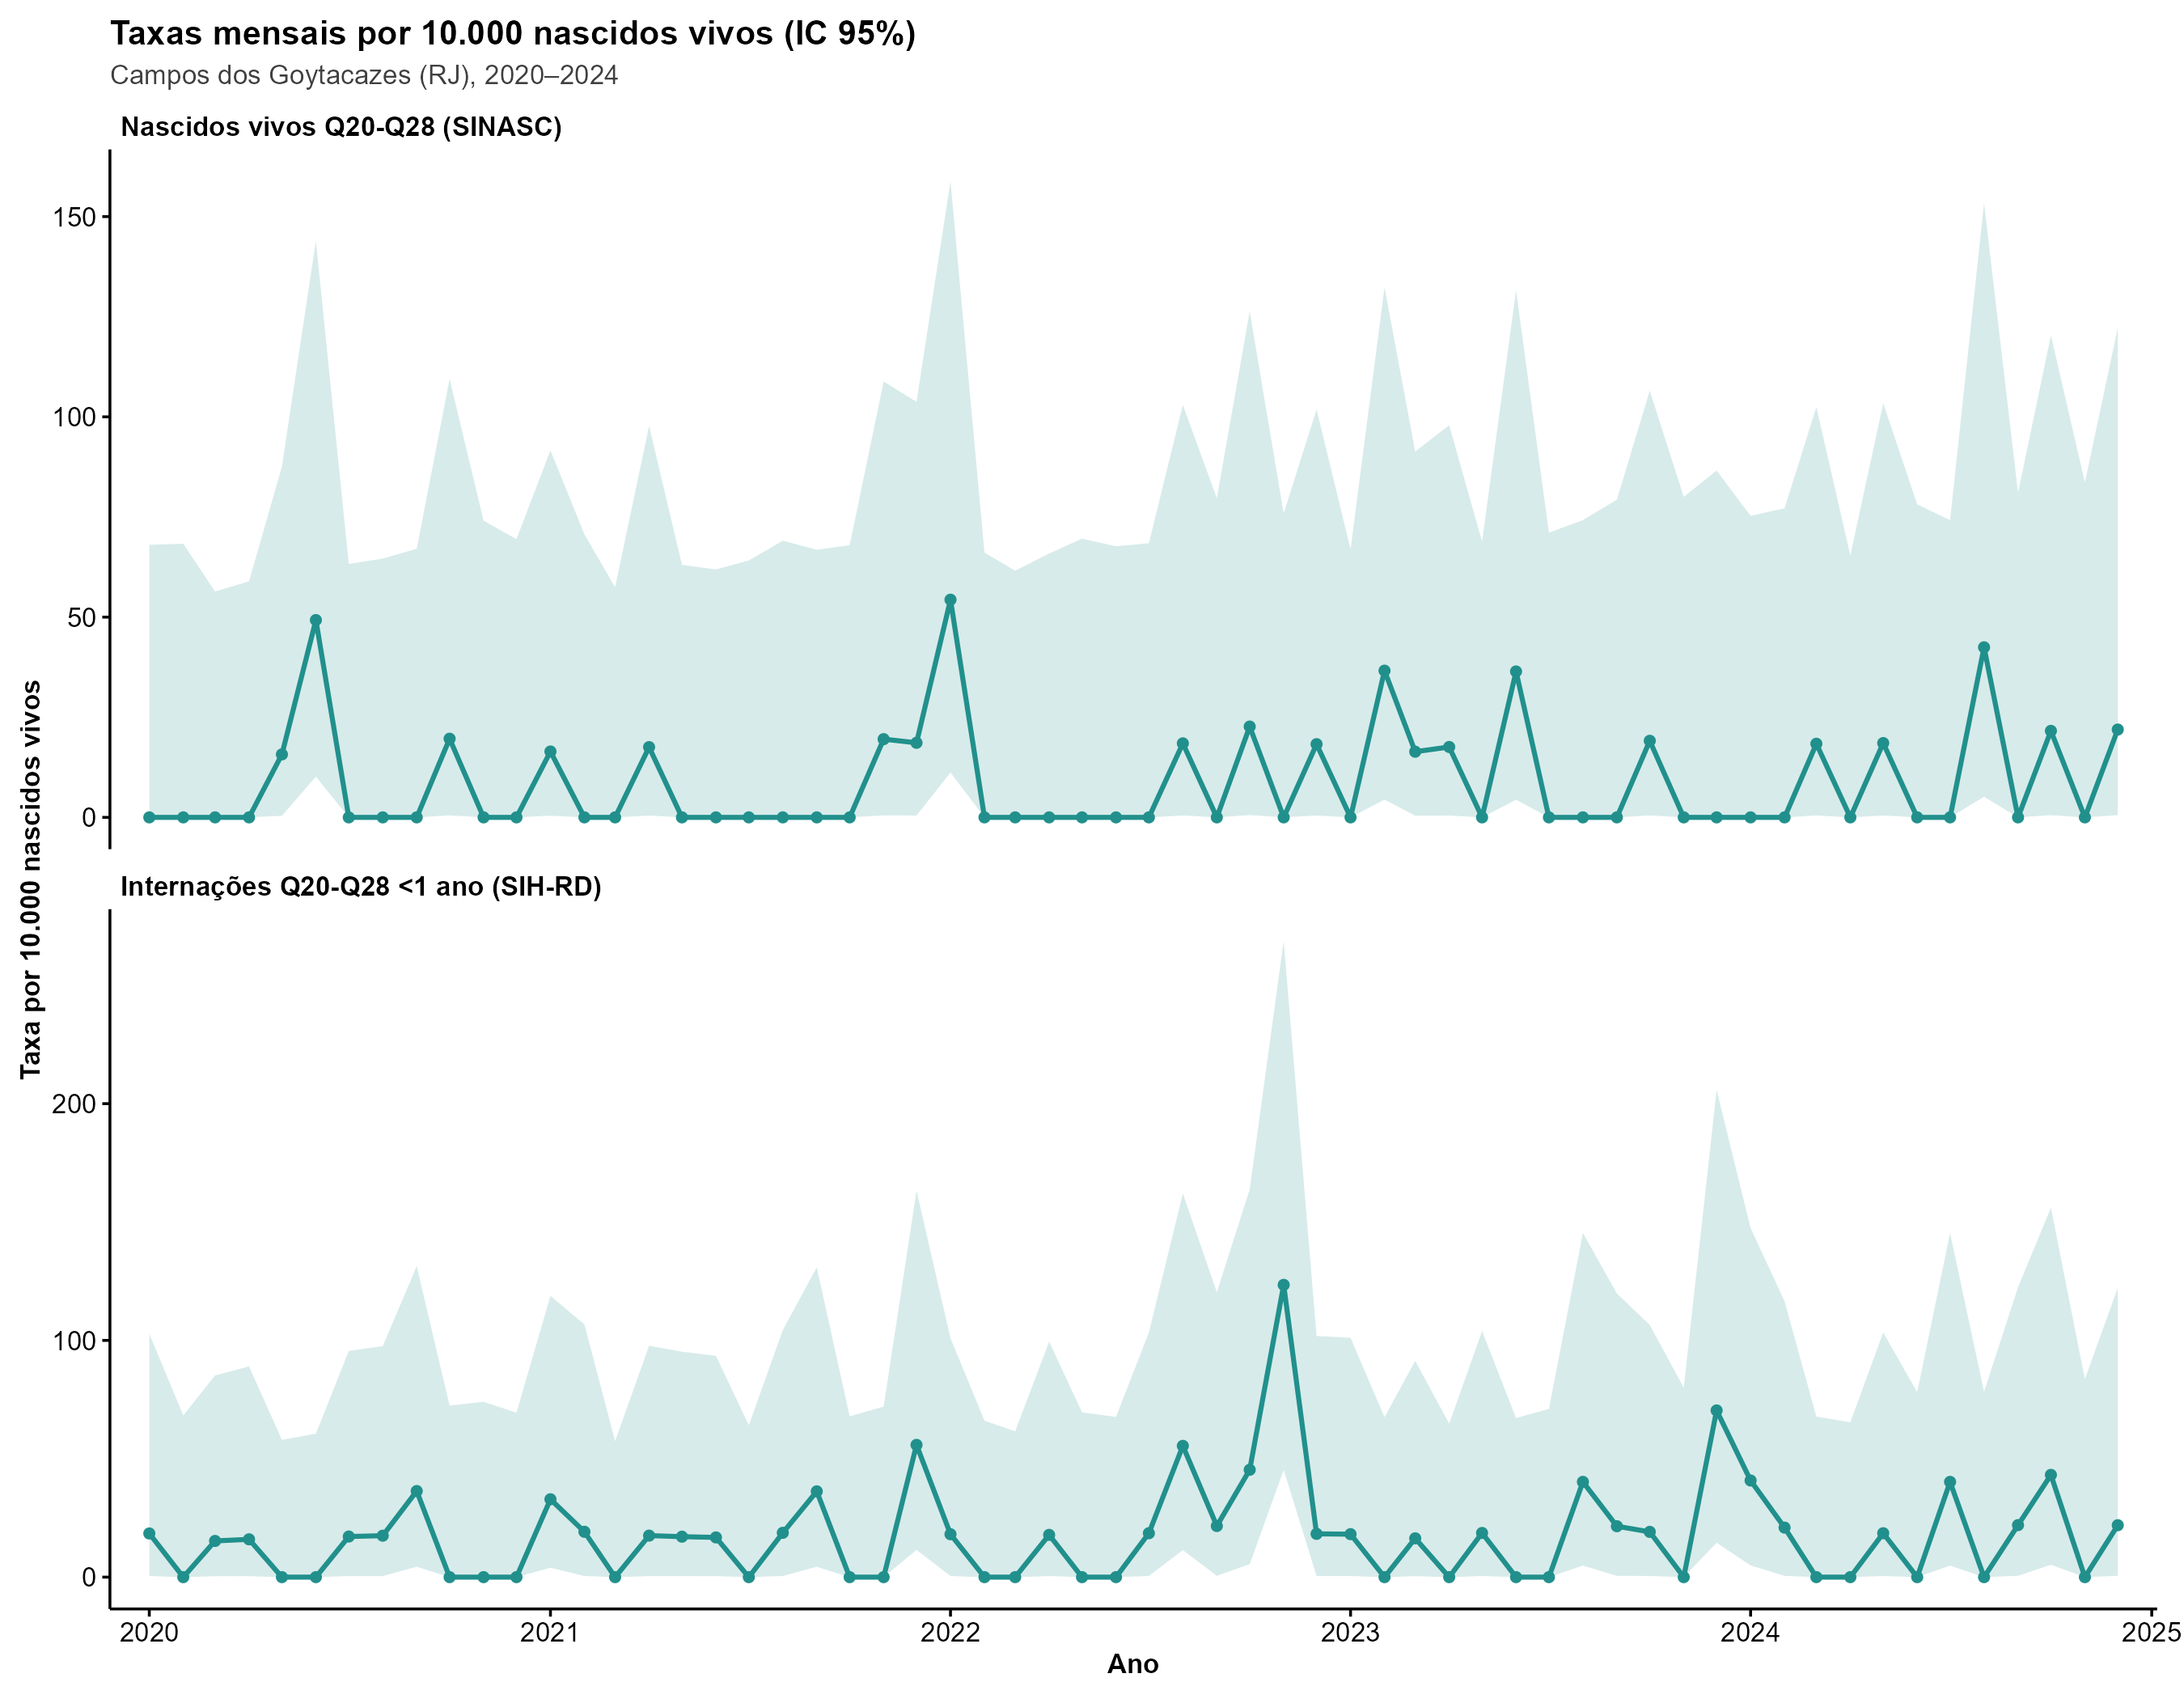 Taxas mensais por 10.000 nascidos vivos (IC 95%)
Campos dos Goytacazes (RJ), 2020–2024
Nascidos vivos Q20-Q28 (SINASC)
150
100
50
0
Taxa por 10.000 nascidos vivos
Internações Q20-Q28 <1 ano (SIH-RD)
200
100
0
2020
2021
2022
2023
2024
2025
Ano